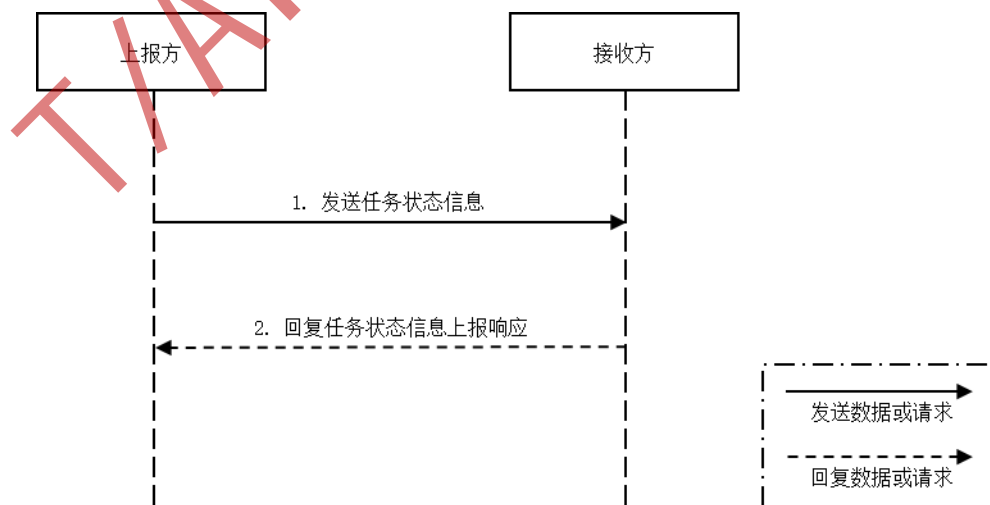 上报方
接收方
1. 发送任务状态信息
2. 回复任务状态信息上报响应
发送数据或请求
回复数据或请求